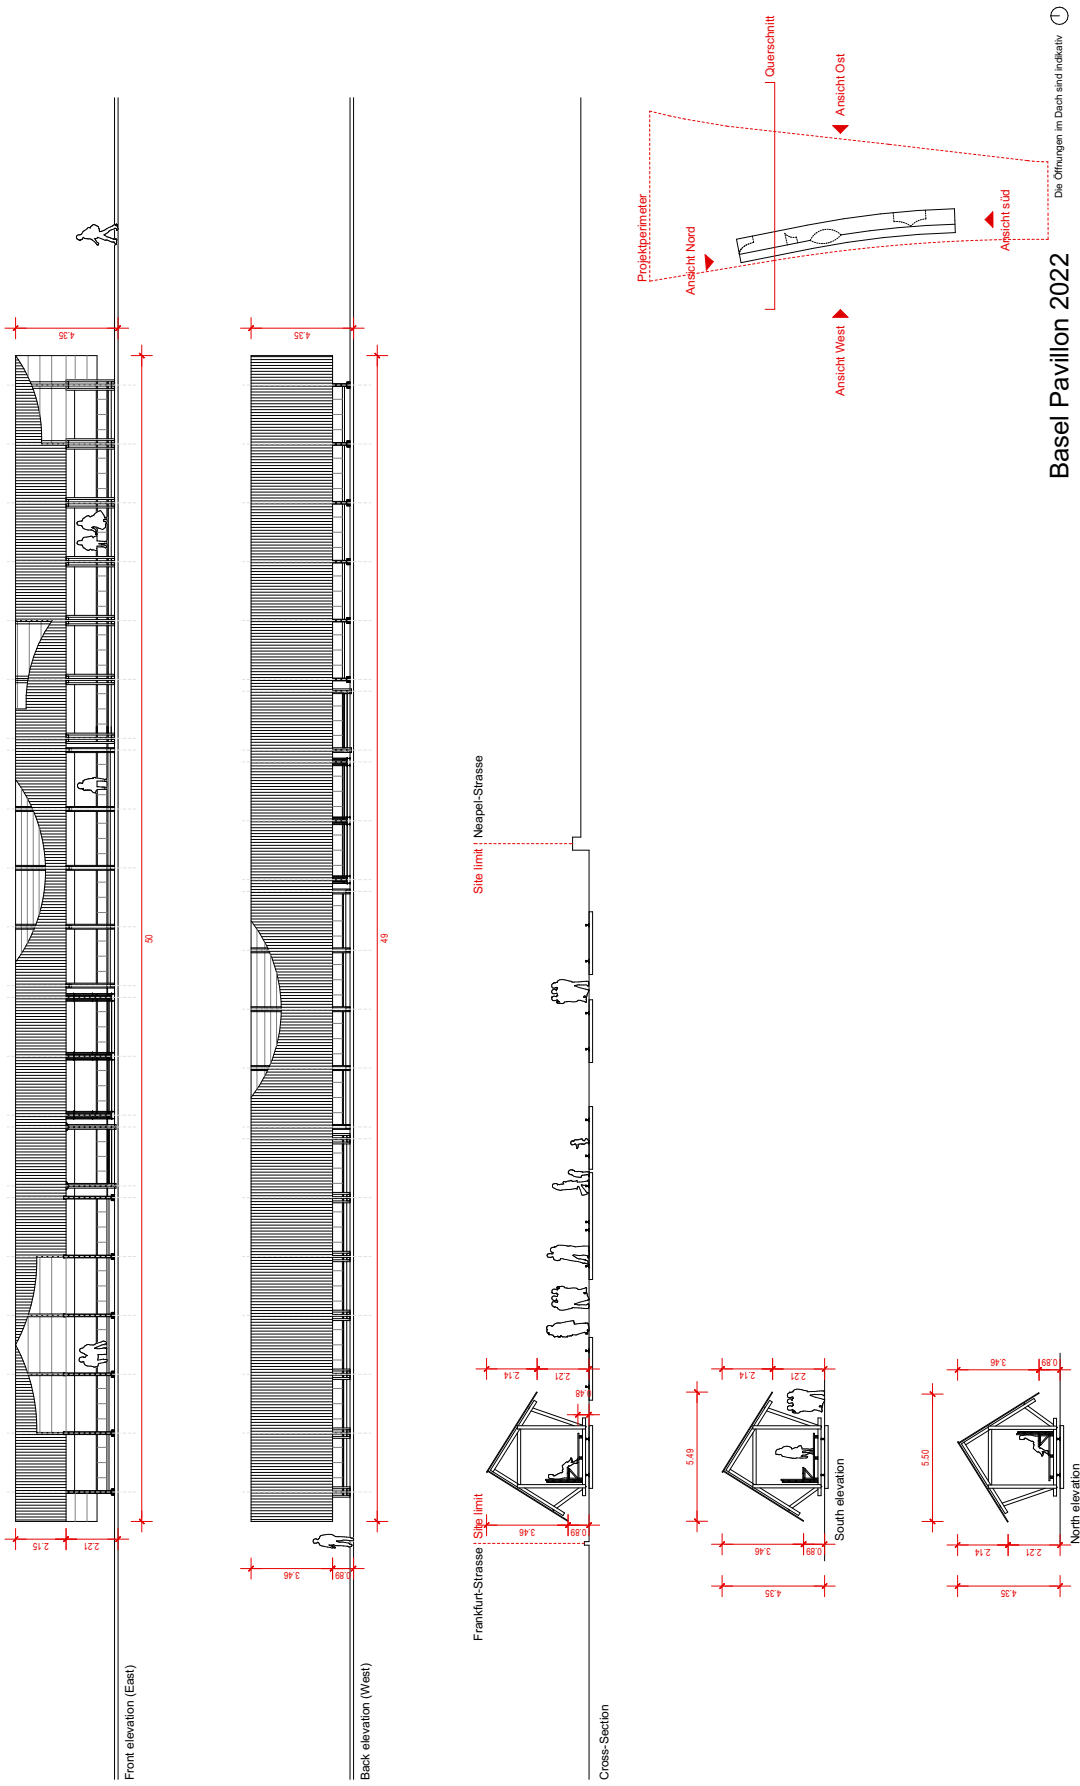 2.15
2.21
4.35
50
Front elevation (East)
3.46
0.89
4.35
49
Back elevation (West)
Frankfurt-Strasse
Site limit
Site limit
Neapel-Strasse
3.46
0.89
2.14
2.21
0.48
Cross-Section
5.49
4.35
3.46
0.89
2.14
2.21
South elevation
5.50
4.35
2.14
2.21
3.46
0.89
North elevation
Projektperimeter
Ansicht Nord
Querschnitt
Ansicht West
Ansicht Ost
Ansicht süd
Basel Pavillon 2022
Die Öffnungen im Dach sind indikativ